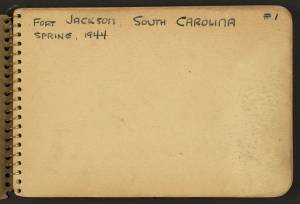 FORT JACKSON, SOUTH CAROLINA #1
SPRING, 1944